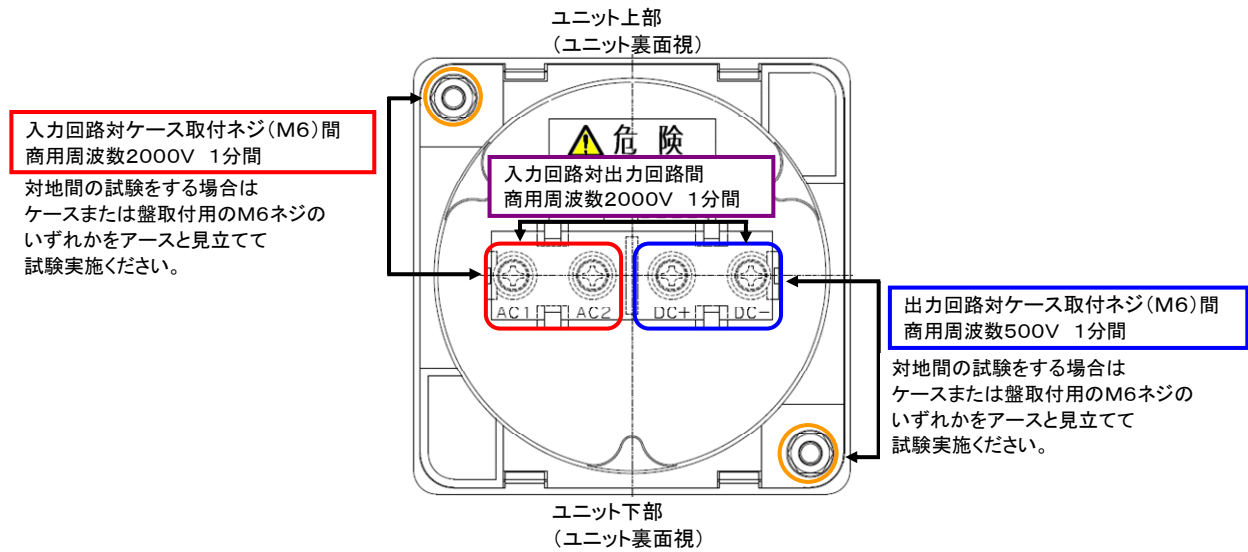 ユニット上部
（ユニット裏面視）
入力回路対ケース取付ネジ（M6）間
商用周波数2000V　1分間
対地間の試験をする場合は
ケースまたは盤取付用のM6ネジの
いずれかをアースと見立てて
試験実施ください。
危 険
入力回路対出力回路間
商用周波数2000V　1分間
AC1 AC2 DC+ DC-
出力回路対ケース取付ネジ（M6）間
商用周波数500V　1分間
対地間の試験をする場合は
ケースまたは盤取付用のM6ネジの
いずれかをアースと見立てて
試験実施ください。
ユニット下部
（ユニット裏面視）